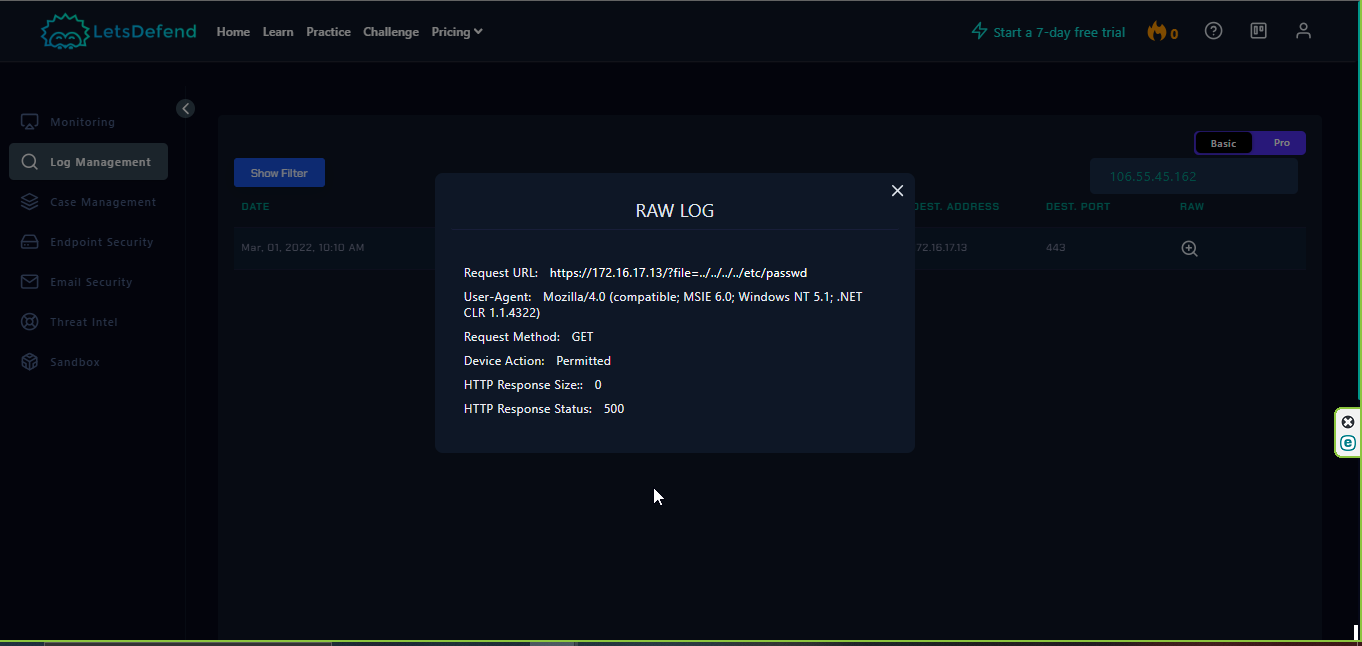 LetsDefend Home Learn Practice Challenge Pricing Start a 7-day free trial 0
Monitoring
Log Management
Case Management
Endpoint Security
Email Security
Threat Intel
Sandbox
Basic Pro
Show Filter 106.55.45.162
DATE DEST. ADDRESS DEST. PORT RAW
Mar, 01, 2022, 10:10 AM 72.16.17.13 443
RAW LOG
Request URL: https://172.16.17.13/?file=../../../../etc/passwd
User-Agent: Mozilla/4.0 (compatible; MSIE 6.0; Windows NT 5.1; .NET
CLR 1.1.4322)
Request Method: GET
Device Action: Permitted
HTTP Response Size:: 0
HTTP Response Status: 500